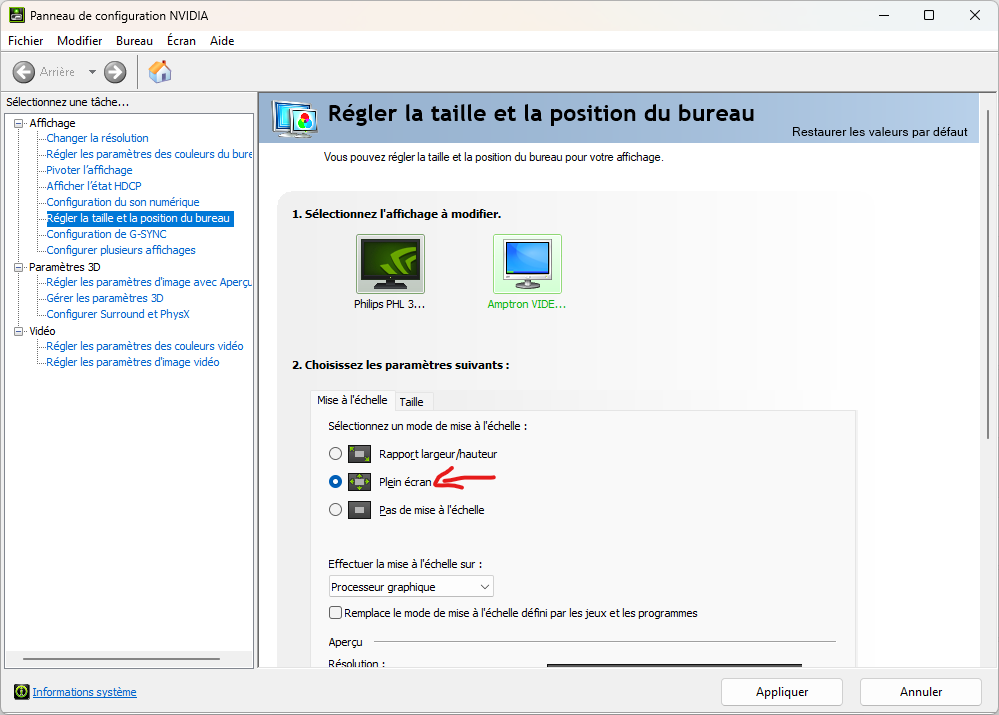 Panneau de configuration NVIDIA
Fichier Modifier Bureau Écran Aide
Arrière
Sélectionnez une tâche...
Affichage
Changer la résolution
Régler les paramètres des couleurs du bure
Pivoter l'affichage
Afficher l'état HDCP
Configuration du son numérique
Régler la taille et la position du bureau
Configuration de G-SYNC
Configurer plusieurs affichages
Paramètres 3D
Régler les paramètres d'image avec Aperçu
Gérer les paramètres 3D
Configurer Surround et PhysX
Vidéo
Régler les paramètres des couleurs vidéo
Régler les paramètres d'image vidéo
Régler la taille et la position du bureau
Restaurer les valeurs par défaut
Vous pouvez régler la taille et la position du bureau pour votre affichage.
1. Sélectionnez l'affichage à modifier.
Philips PHL 3... Amptron VIDE...
2. Choisissez les paramètres suivants :
Mise à l'échelle Taille
Sélectionnez un mode de mise à l'échelle :
Rapport largeur/hauteur
Plein écran
Pas de mise à l'échelle
Effectuer la mise à l'échelle sur :
Processeur graphique
Remplace le mode de mise à l'échelle défini par les jeux et les programmes
Aperçu
Résolution :
Informations système
Appliquer Annuler